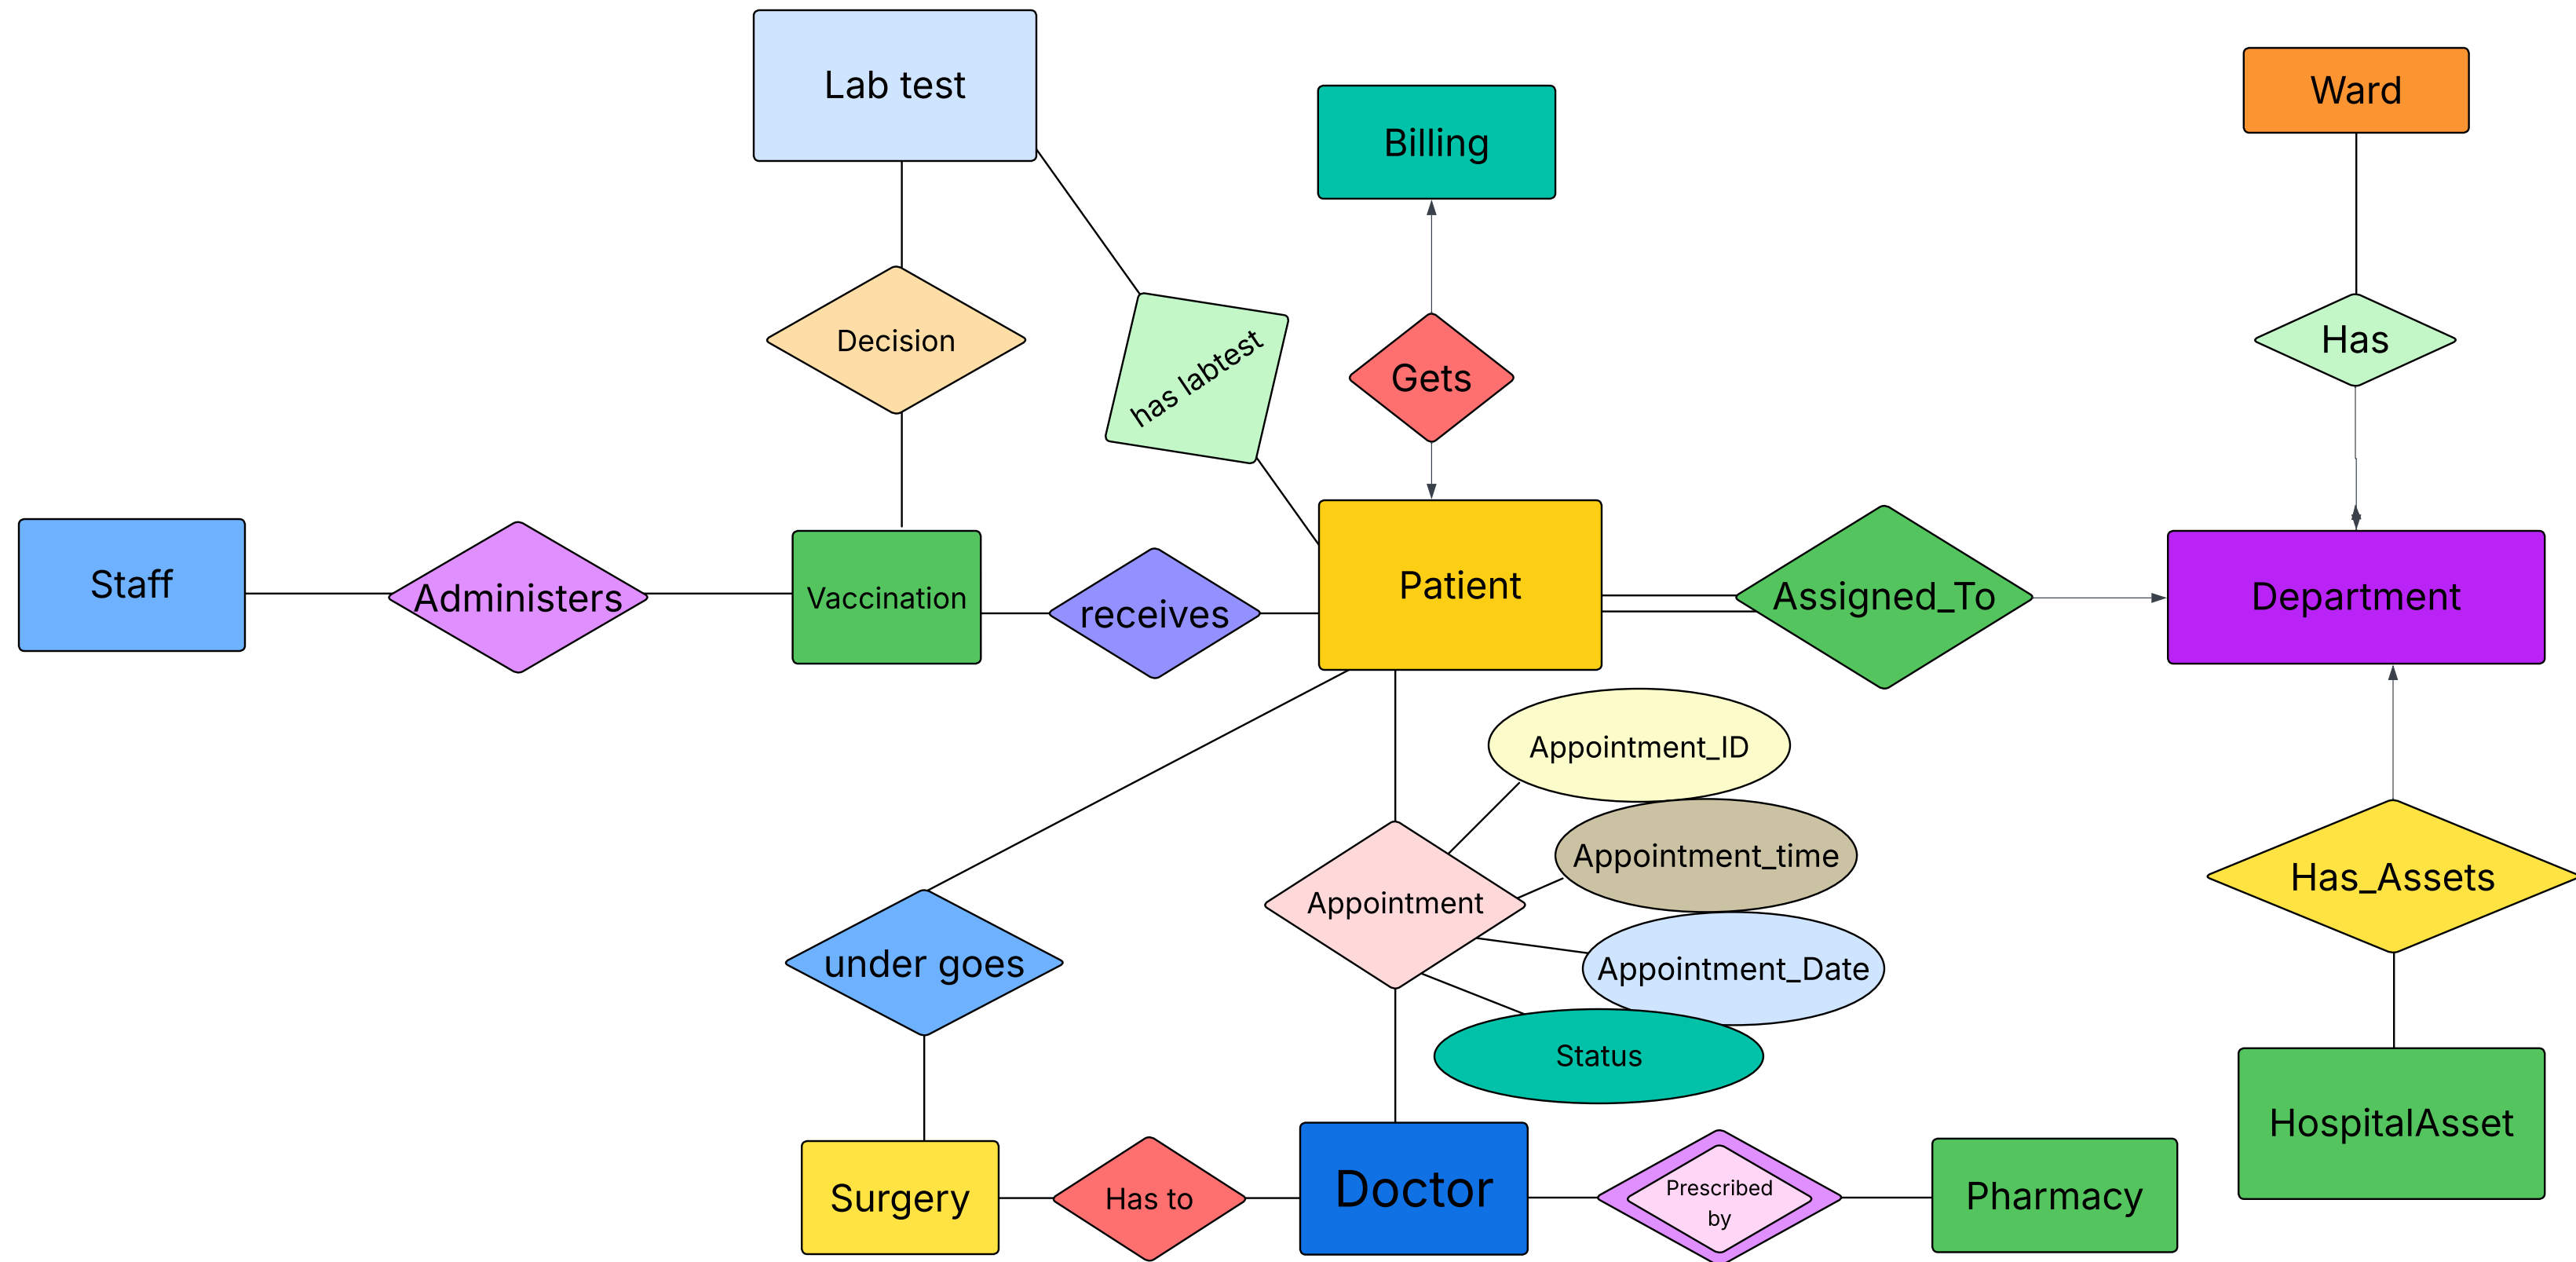 Lab test
Ward
Billing
Decision
has labtest
Gets
Has
Staff
Administers
Vaccination
receives
Patient
Assigned_To
Department
Appointment_ID
Appointment_time
Appointment
Has_Assets
under goes
Appointment_Date
Status
HospitalAsset
Surgery
Has to
Doctor
Prescribed
by
Pharmacy